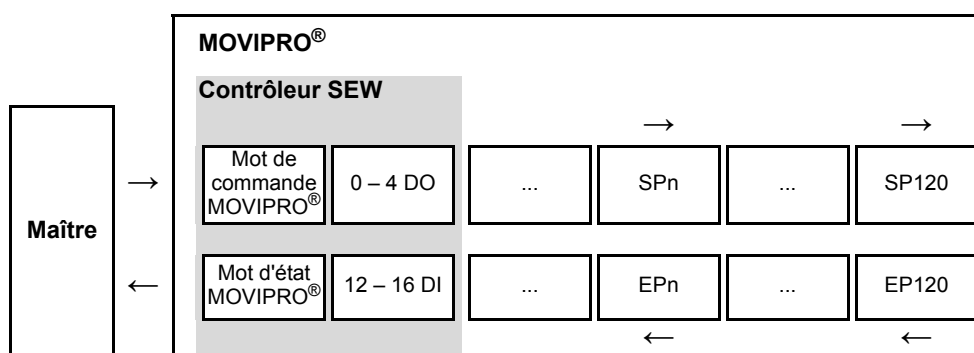 MOVIPRO®
Contrôleur SEW
→ →
Mot de
commande
MOVIPRO®
0 – 4 DO
...
SPn
...
SP120
→
Maître
←
Mot d'état
MOVIPRO®
12 – 16 DI
...
EPn
...
EP120
← ←